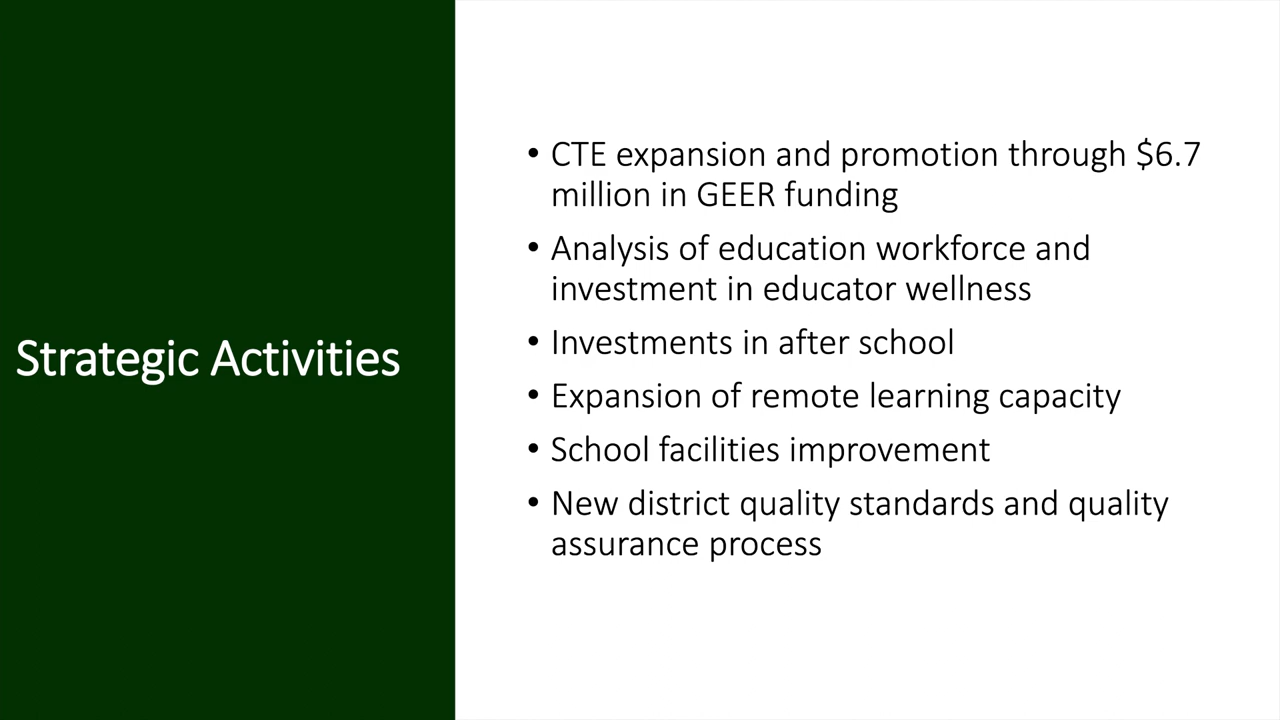 Strategic Activities
• CTE expansion and promotion through $6.7
million in GEER funding
• Analysis of education workforce and
investment in educator wellness
• Investments in after school
• Expansion of remote learning capacity
• School facilities improvement
• New district quality standards and quality
assurance process